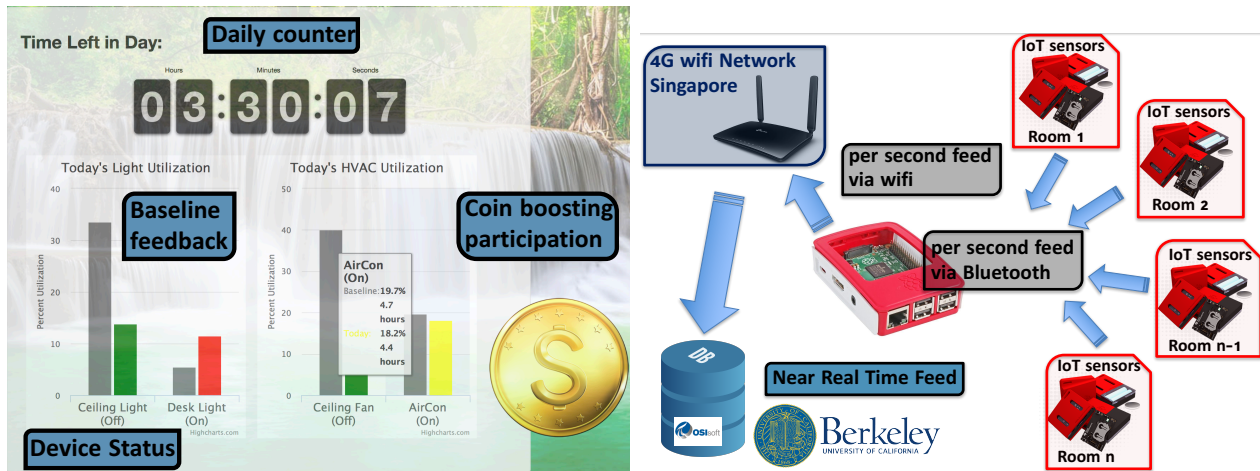 Time Left in Day:
Daily counter
Hours
Minutes
Seconds
03:30:07
Today's Light Utilization
Percent Utilization
40
30
20
10
0
Baseline
feedback
Ceiling Light
(Off)
Desk Light
(On)
Highcharts.com
Device Status
Today's HVAC Utilization
Percent Utilization
50
40
30
20
10
0
AirCon
(On)
Baseline:19.7%
4.7
hours
Today: 18.2%
4.4
hours
Ceiling Fan
(Off)
AirCon
(On)
Highcharts.com
Coin boosting
participation
S
4G wifi Network
Singapore
per second feed
via wifi
per second feed
via Bluetooth
IoT sensors
Room 1
IoT sensors
Room 2
IoT sensors
Room n-1
IoT sensors
Room n
DB
OSIsoft
Near Real Time Feed
Berkeley
UNIVERSITY OF CALIFORNIA